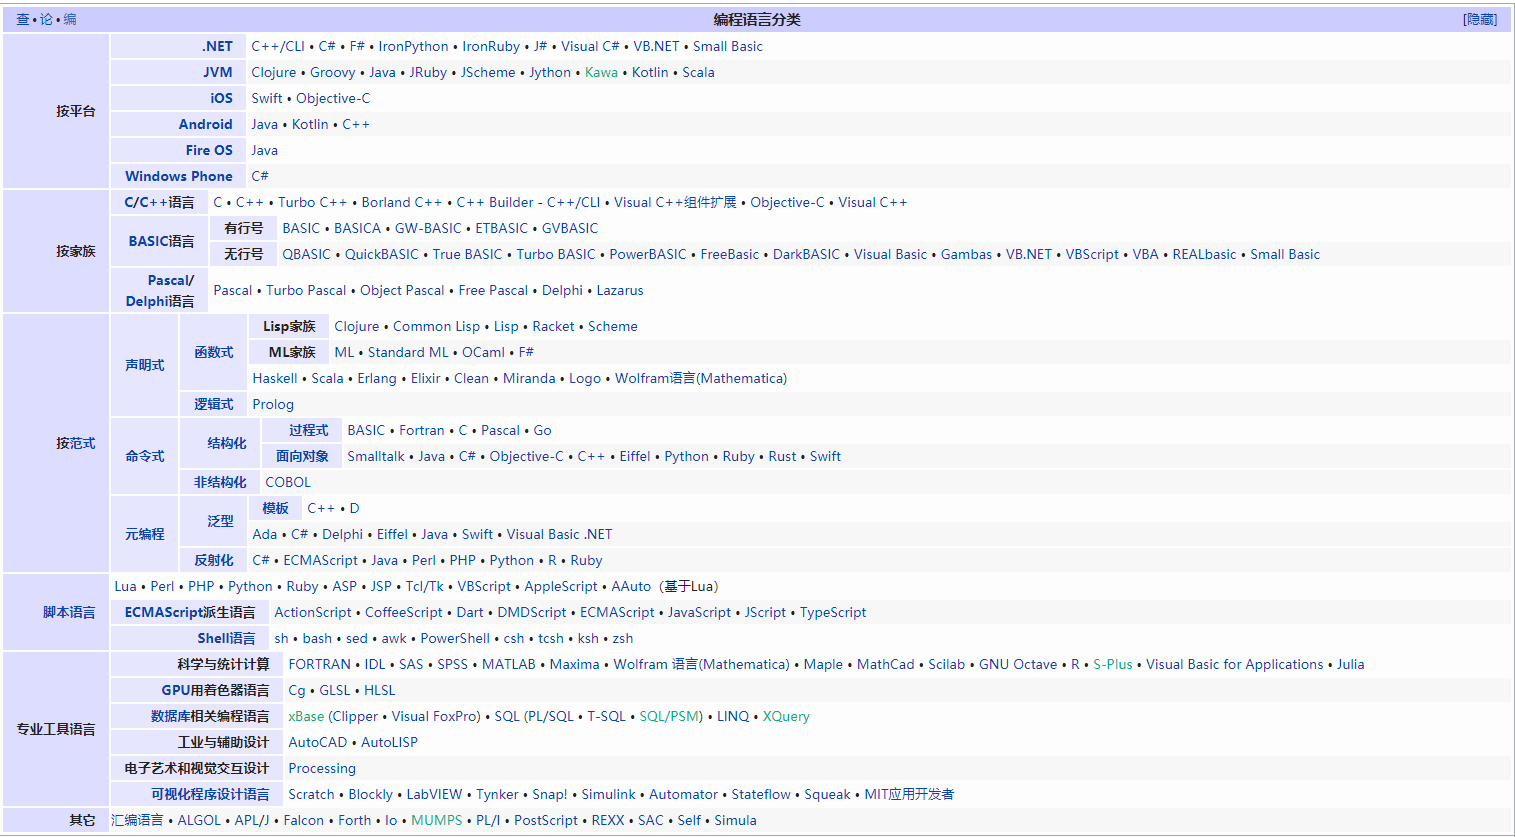 查 • 论 • 编 编程语言分类 [隐藏]
按平台
.NET C++/CLI • C# • F# • IronPython • IronRuby • J# • Visual C# • VB.NET • Small Basic
JVM Clojure • Groovy • Java • JRuby • JScheme • Jython • Kawa • Kotlin • Scala
iOS Swift • Objective-C
Android Java • Kotlin • C++
Fire OS Java
Windows Phone C#
按家族
C/C++语言 C • C++ • Turbo C++ • Borland C++ • C++ Builder - C++/CLI • Visual C++组件扩展 • Objective-C • Visual C++
BASIC语言
有行号 BASIC • BASICA • GW-BASIC • ETBASIC • GVBASIC
无行号 QBASIC • QuickBASIC • True BASIC • Turbo BASIC • PowerBASIC • FreeBasic • DarkBASIC • Visual Basic • Gambas • VB.NET • VBScript • VBA • REALbasic • Small Basic
Pascal/
Delphi语言 Pascal • Turbo Pascal • Object Pascal • Free Pascal • Delphi • Lazarus
按范式
声明式
函数式
Lisp家族 Clojure • Common Lisp • Lisp • Racket • Scheme
ML家族 ML • Standard ML • OCaml • F#
Haskell • Scala • Erlang • Elixir • Clean • Miranda • Logo • Wolfram语言(Mathematica)
逻辑式 Prolog
命令式
结构化
过程式 BASIC • Fortran • C • Pascal • Go
面向对象 Smalltalk • Java • C# • Objective-C • C++ • Eiffel • Python • Ruby • Rust • Swift
非结构化 COBOL
元编程
泛型
模板 C++ • D
Ada • C# • Delphi • Eiffel • Java • Swift • Visual Basic .NET
反射化 C# • ECMAScript • Java • Perl • PHP • Python • R • Ruby
脚本语言
Lua • Perl • PHP • Python • Ruby • ASP • JSP • Tcl/Tk • VBScript • AppleScript • AAuto（基于Lua）
ECMAScript派生语言 ActionScript • CoffeeScript • Dart • DMDScript • ECMAScript • JavaScript • JScript • TypeScript
Shell语言 sh • bash • sed • awk • PowerShell • csh • tcsh • ksh • zsh
专业工具语言
科学与统计计算 FORTRAN • IDL • SAS • SPSS • MATLAB • Maxima • Wolfram 语言(Mathematica) • Maple • MathCad • Scilab • GNU Octave • R • S-Plus • Visual Basic for Applications • Julia
GPU用着色器语言 Cg • GLSL • HLSL
数据库相关编程语言 xBase (Clipper • Visual FoxPro) • SQL (PL/SQL • T-SQL • SQL/PSM) • LINQ • XQuery
工业与辅助设计 AutoCAD • AutoLISP
电子艺术和视觉交互设计 Processing
可视化程序设计语言 Scratch • Blockly • LabVIEW • Tynker • Snap! • Simulink • Automator • Stateflow • Squeak • MIT应用开发者
其它 汇编语言 • ALGOL • APL/J • Falcon • Forth • Io • MUMPS • PL/I • PostScript • REXX • SAC • Self • Simula